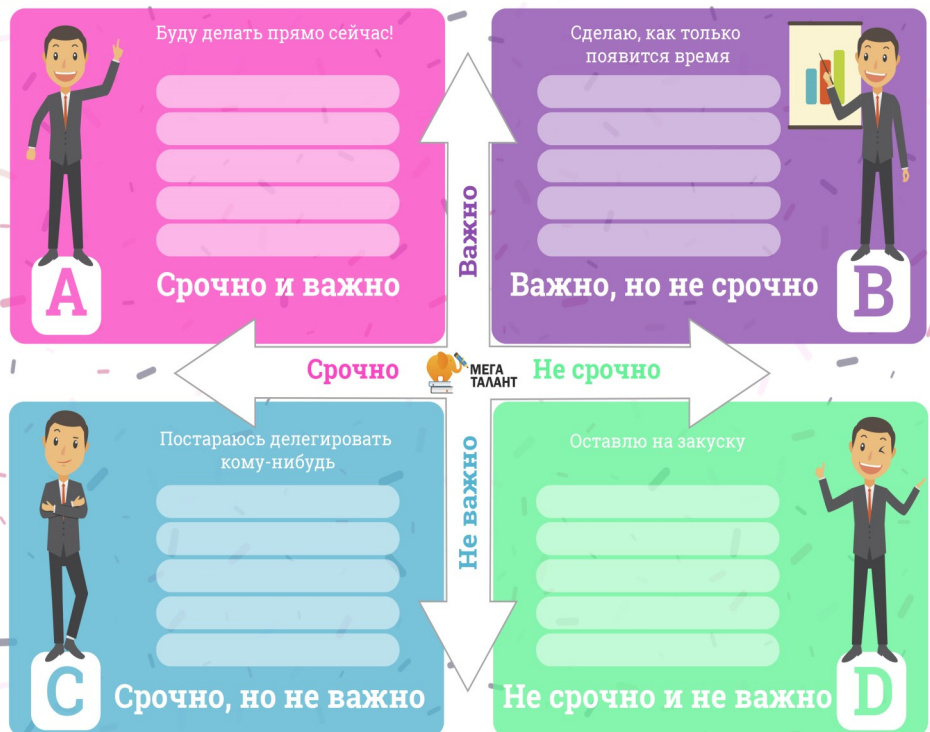 Буду делать прямо сейчас!
Срочно и важно
A
Сделаю, как только
появится время
Важно, но не срочно
B
Важно
Срочно
МЕГА
ТАЛАНТ
Не срочно
Не важно
Постараюсь делегировать
кому-нибудь
C
Срочно, но не важно
Оставлю на закуску
Не срочно и не важно
D